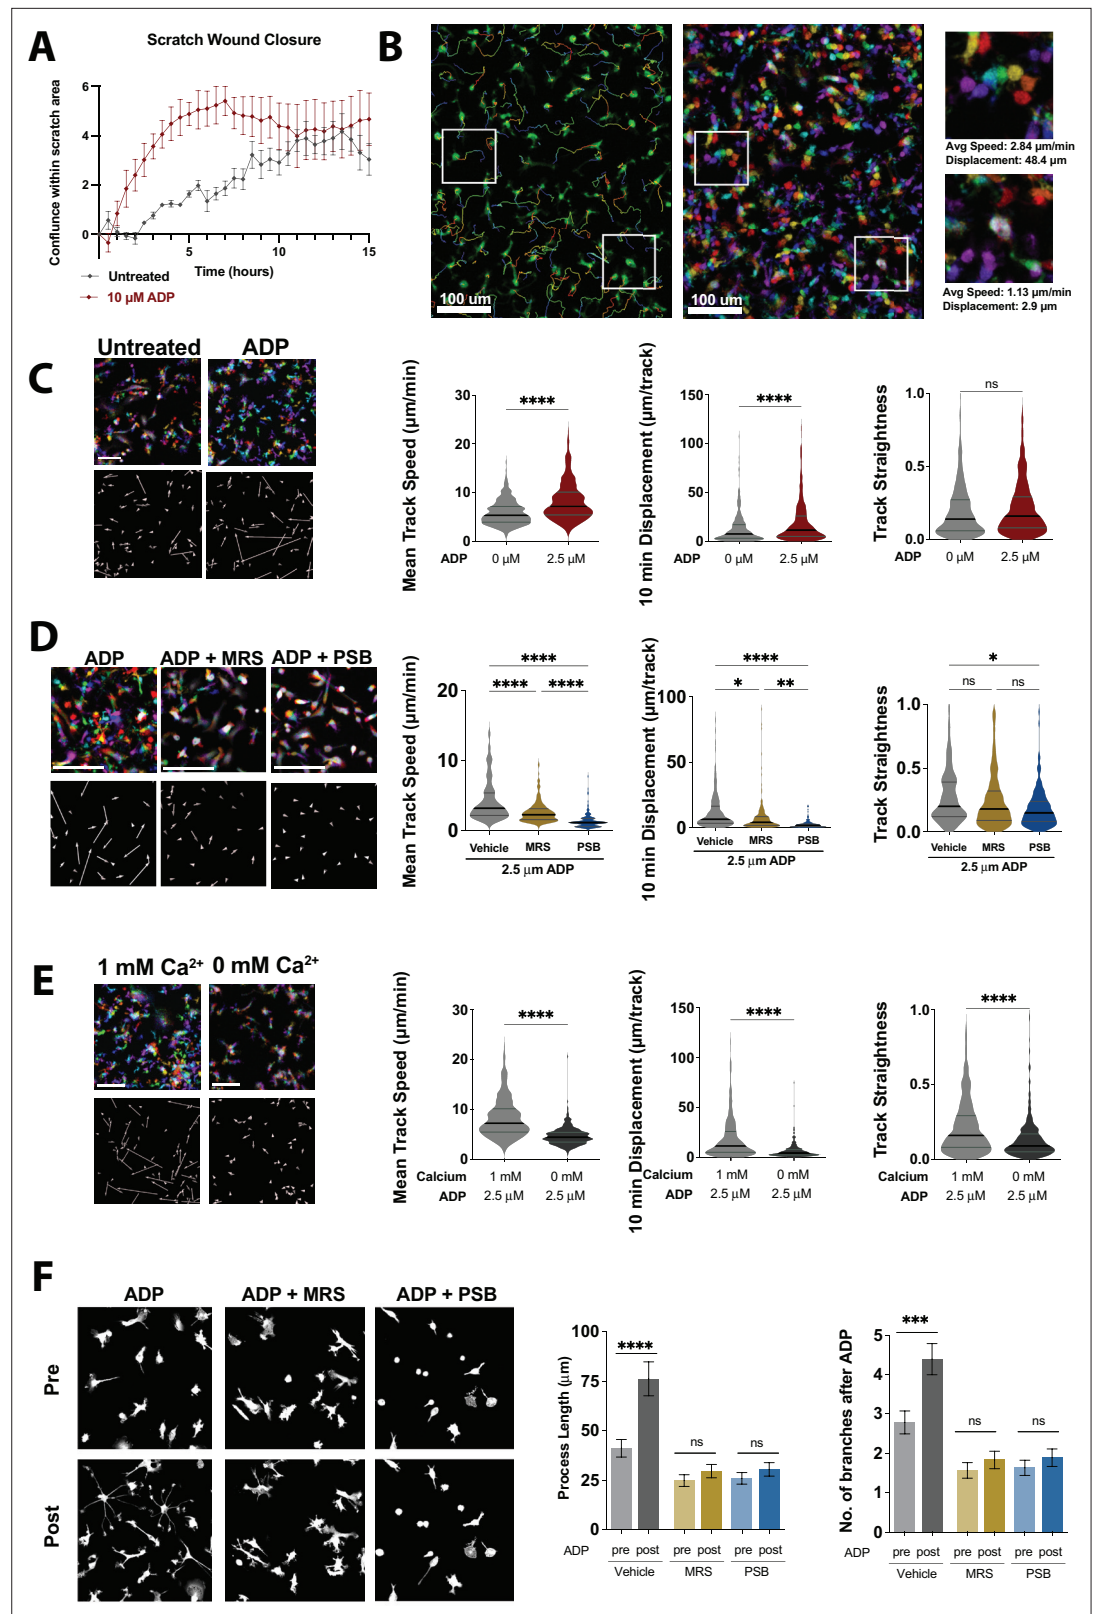 A
Scratch Wound Closure
Conflunce within scratch area
6
4
2
0
5
10
15
Time (hours)
Untreated
10 µM ADP
B
100 um
100 um
Avg Speed: 2.84 µm/min
Displacement: 48.4 µm
Avg Speed: 1.13 µm/min
Displacement: 2.9 µm
C
Untreated
ADP
Mean Track Speed (µm/min)
30
20
10
0
****
ADP
0 µM
2.5 µM
10 min Displacement (µm/track)
150
100
50
0
****
ADP
0 µM
2.5 µM
Track Straightness
1.0
0.5
0.0
ns
ADP
0 µM
2.5 µM
D
ADP
ADP + MRS
ADP + PSB
Mean Track Speed (µm/min)
20
10
0
****
**** ****
Vehicle MRS PSB
2.5 µm ADP
10 min Displacement (µm/track)
100
50
0
****
* **
Vehicle MRS PSB
2.5 µm ADP
Track Straightness
1.0
0.5
0.0
*
ns ns
Vehicle MRS PSB
2.5 µm ADP
E
1 mM Ca²⁺ 0 mM Ca²⁺
Mean Track Speed (µm/min)
30
20
10
0
****
Calcium 1 mM 0 mM
ADP 2.5 µM 2.5 µM
10 min Displacement (µm/track)
150
100
50
0
****
Calcium 1 mM 0 mM
ADP 2.5 µM 2.5 µM
Track Straightness
1.0
0.5
0.0
****
Calcium 1 mM 0 mM
ADP 2.5 µM 2.5 µM
F
ADP
ADP + MRS
ADP + PSB
Pre
Post
Process Length (µm)
100
75
50
25
0
****
ns
ns
ADP pre post pre post pre post
Vehicle MRS PSB
No. of branches after ADP
5
4
3
2
1
0
***
ns
ns
ADP pre post pre post pre post
Vehicle MRS PSB